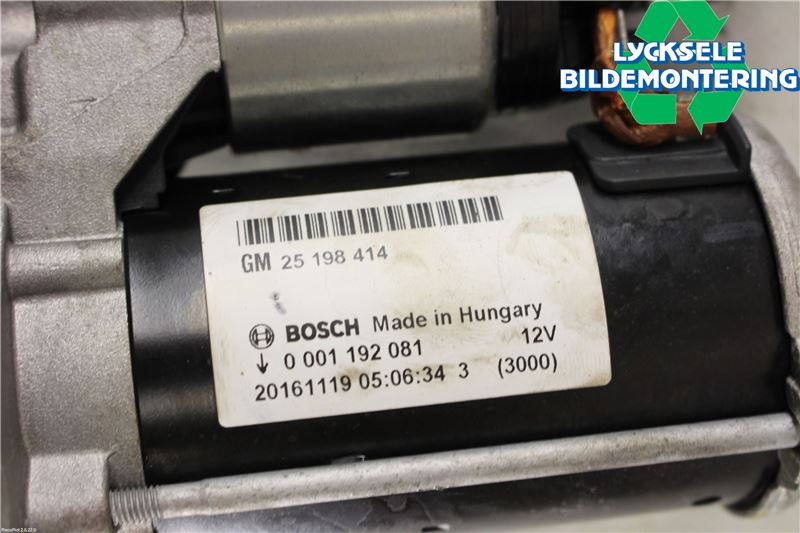 LYCKSELE
BILDEMONTERING
GM 25 198 414
BOSCH Made in Hungary
↓ 0 001 192 081 12V
20161119 05:06:34 3 (3000)